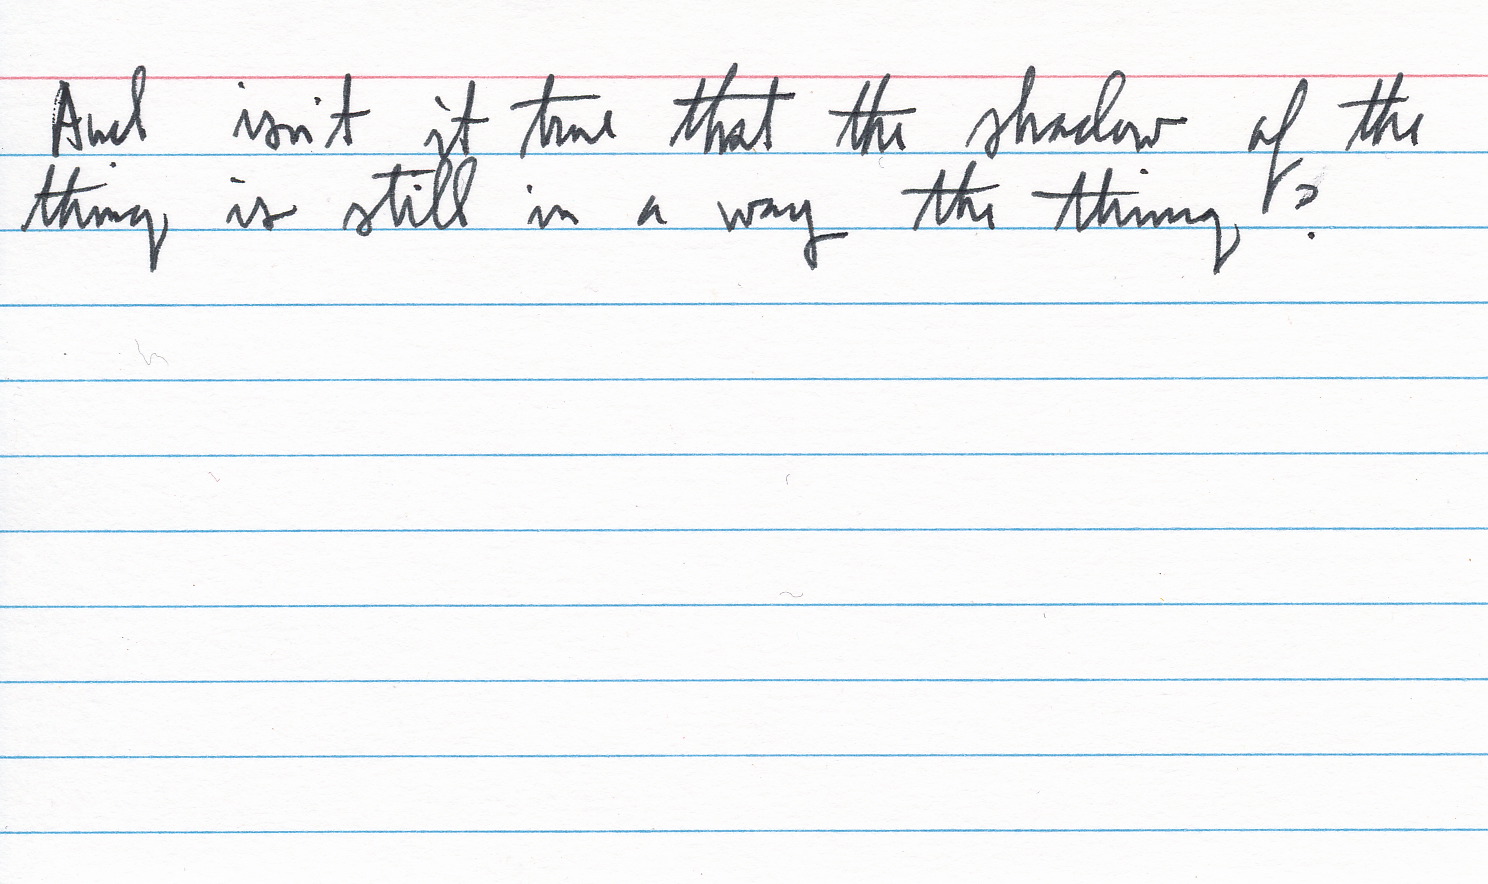 And isn't it true that the shadow of the
thing is still in a way the thing?